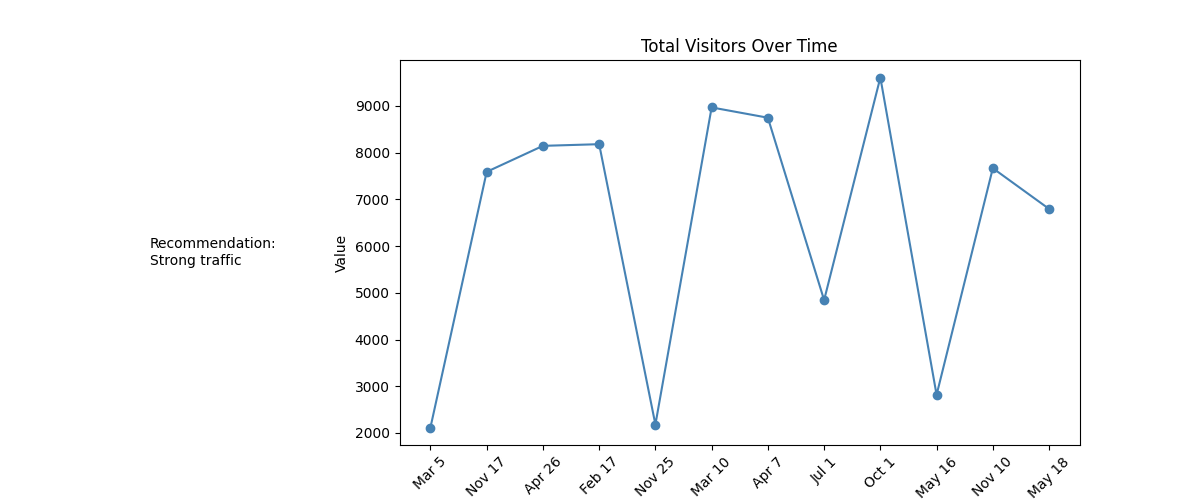 Total Visitors Over Time
Recommendation:
Strong traffic
Value
9000
8000
7000
6000
5000
4000
3000
2000
Mar 5
Nov 17
Apr 26
Feb 17
Nov 25
Mar 10
Apr 7
Jul 1
Oct 1
May 16
Nov 10
May 18